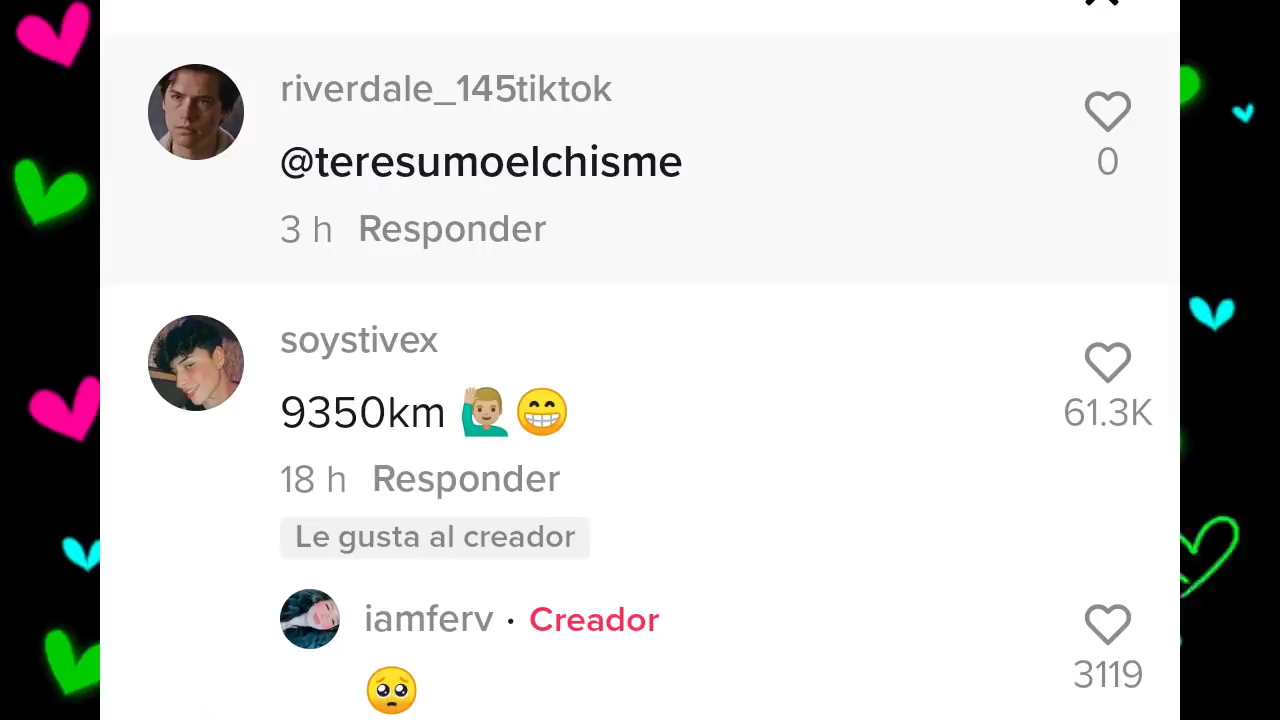 riverdale_145tiktok
@teresumoelchisme
0
3 h Responder
soystivex
9350km 🙋🏼‍♂️😁
61.3K
18 h Responder
Le gusta al creador
iamferv · Creador
🥺
3119